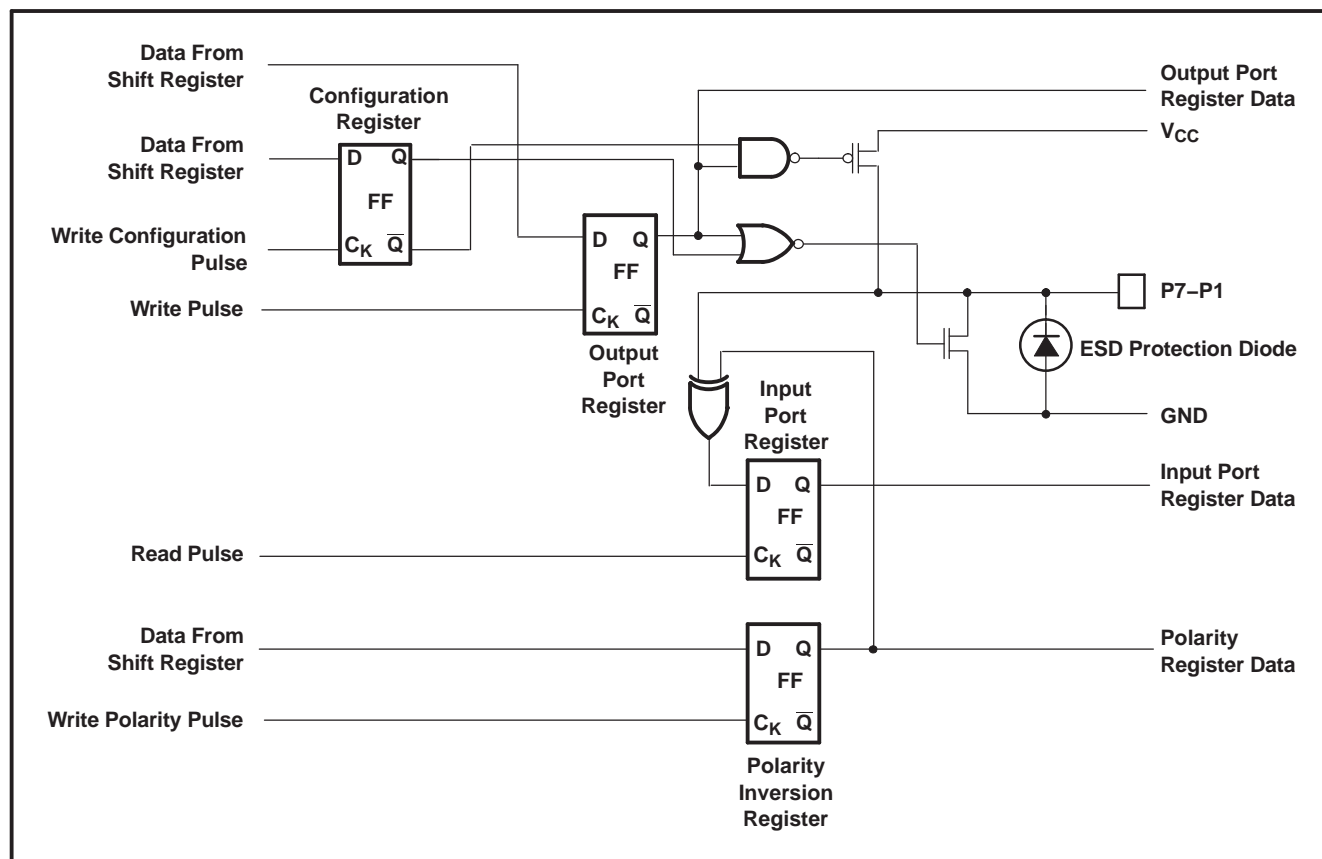 Data From
Shift Register
Configuration
Register
Data From
Shift Register
D Q
FF
CK Q̅
Write Configuration
Pulse
Write Pulse
D Q
FF
CK Q̅
Output
Port
Register
Output Port
Register Data
VCC
P7–P1
ESD Protection Diode
GND
Input
Port
Register
D Q
FF
CK Q̅
Input Port
Register Data
Read Pulse
Data From
Shift Register
D Q
FF
CK Q̅
Polarity
Register Data
Write Polarity Pulse
Polarity
Inversion
Register